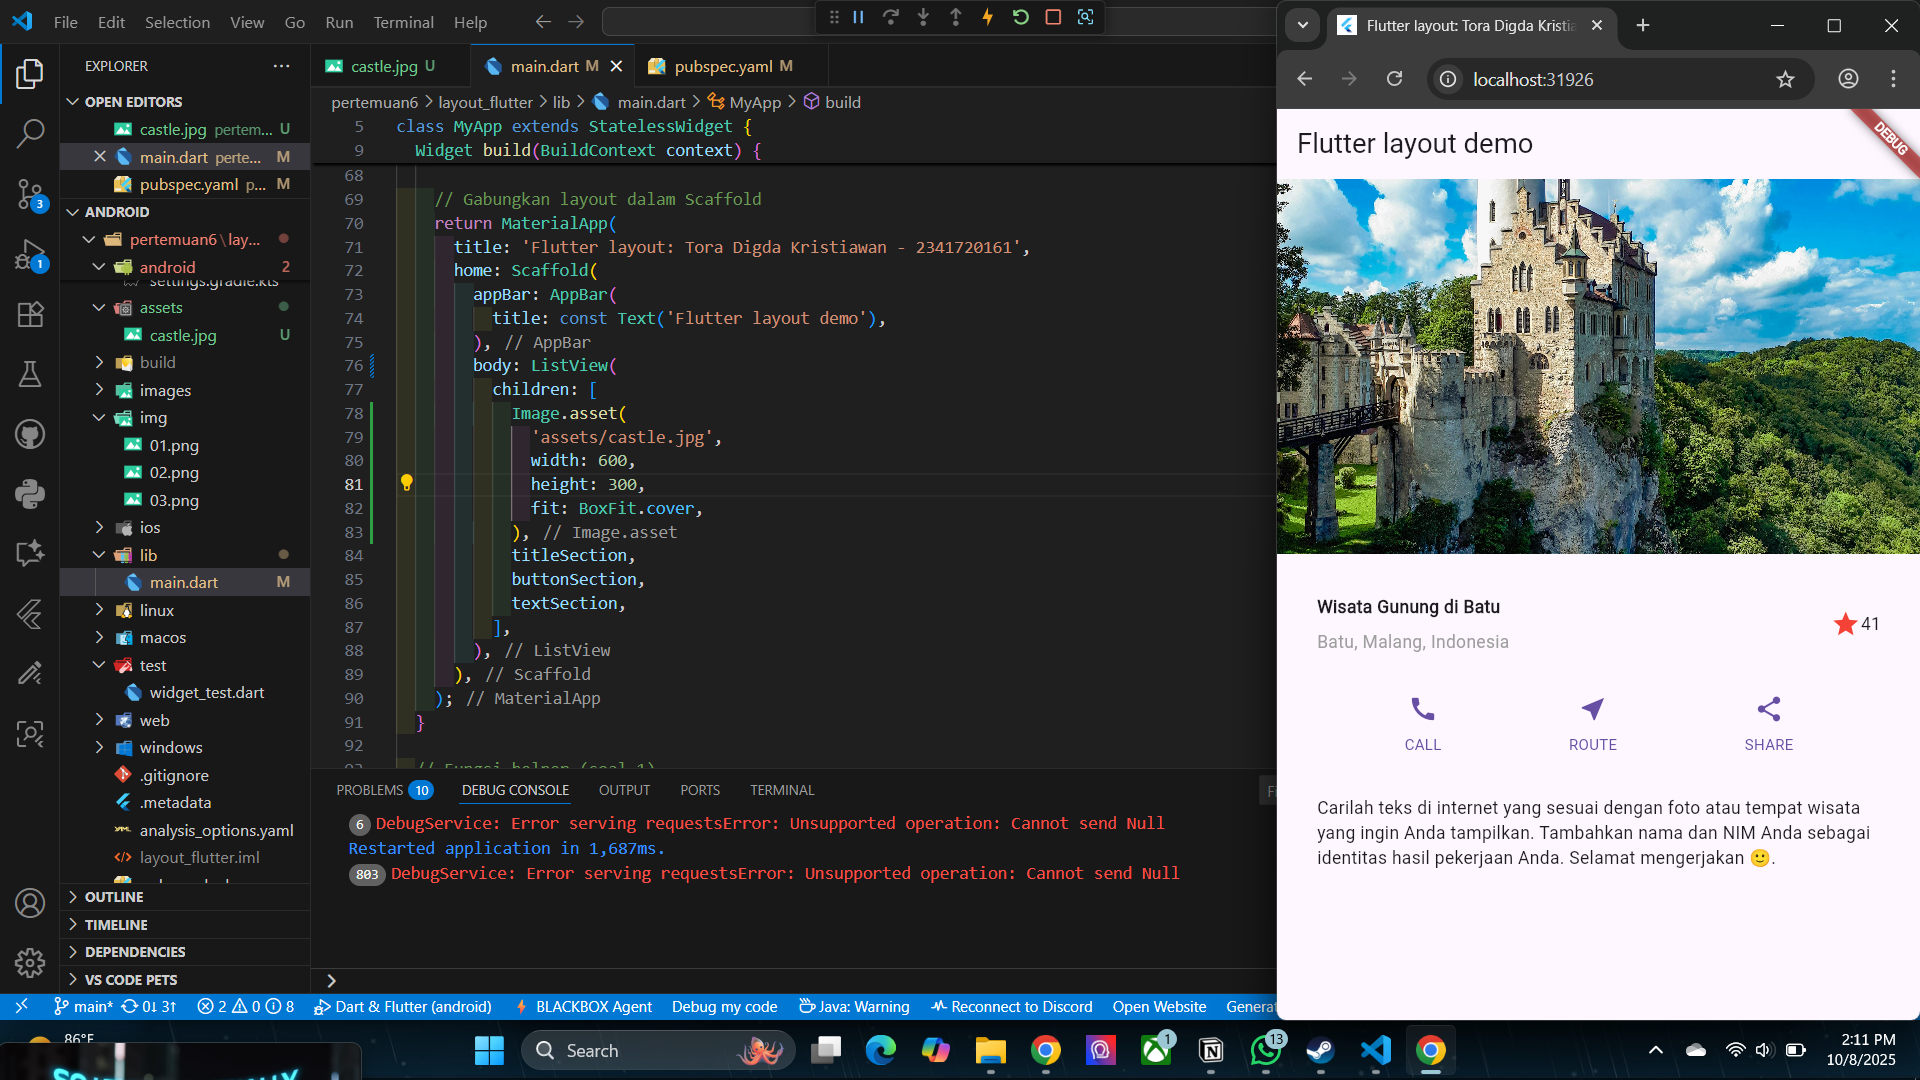 File Edit Selection View Go Run Terminal Help
EXPLORER
OPEN EDITORS
castle.jpg pertem... U
main.dart perte... M
pubspec.yaml p... M
ANDROID
pertemuan6\lay...
android 2
settings.gradle.kts
assets
castle.jpg U
build
images
img
01.png
02.png
03.png
ios
lib
main.dart M
linux
macos
test
widget_test.dart
web
windows
.gitignore
.metadata
analysis_options.yaml
layout_flutter.iml
OUTLINE
TIMELINE
DEPENDENCIES
VS CODE PETS
3
1
castle.jpg U
main.dart M
pubspec.yaml M
pertemuan6 > layout_flutter > lib > main.dart > MyApp > build
5 class MyApp extends StatelessWidget {
9 Widget build(BuildContext context) {
68
69 // Gabungkan layout dalam Scaffold
70 return MaterialApp(
71 title: 'Flutter layout: Tora Digda Kristiawan - 2341720161',
72 home: Scaffold(
73 appBar: AppBar(
74 title: const Text('Flutter layout demo'),
75 ), // AppBar
76 body: ListView(
77 children: [
78 Image.asset(
79 'assets/castle.jpg',
80 width: 600,
81 height: 300,
82 fit: BoxFit.cover,
83 ), // Image.asset
84 titleSection,
85 buttonSection,
86 textSection,
87 ],
88 ), // ListView
89 ), // Scaffold
90 ); // MaterialApp
91 }
92
PROBLEMS 10 DEBUG CONSOLE OUTPUT PORTS TERMINAL
6 DebugService: Error serving requestsError: Unsupported operation: Cannot send Null
Restarted application in 1,687ms.
803 DebugService: Error serving requestsError: Unsupported operation: Cannot send Null
main* 0↓ 3↑ 2 0 8 Dart & Flutter (android) BLACKBOX Agent Debug my code Java: Warning Reconnect to Discord Open Website
Flutter layout: Tora Digda Kristia
localhost:31926
Flutter layout demo
DEBUG
Wisata Gunung di Batu
Batu, Malang, Indonesia
41
CALL ROUTE SHARE
Carilah teks di internet yang sesuai dengan foto atau tempat wisata
yang ingin Anda tampilkan. Tambahkan nama dan NIM Anda sebagai
identitas hasil pekerjaan Anda. Selamat mengerjakan 🙂.
86°F
Search
1
13
2:11 PM
10/8/2025